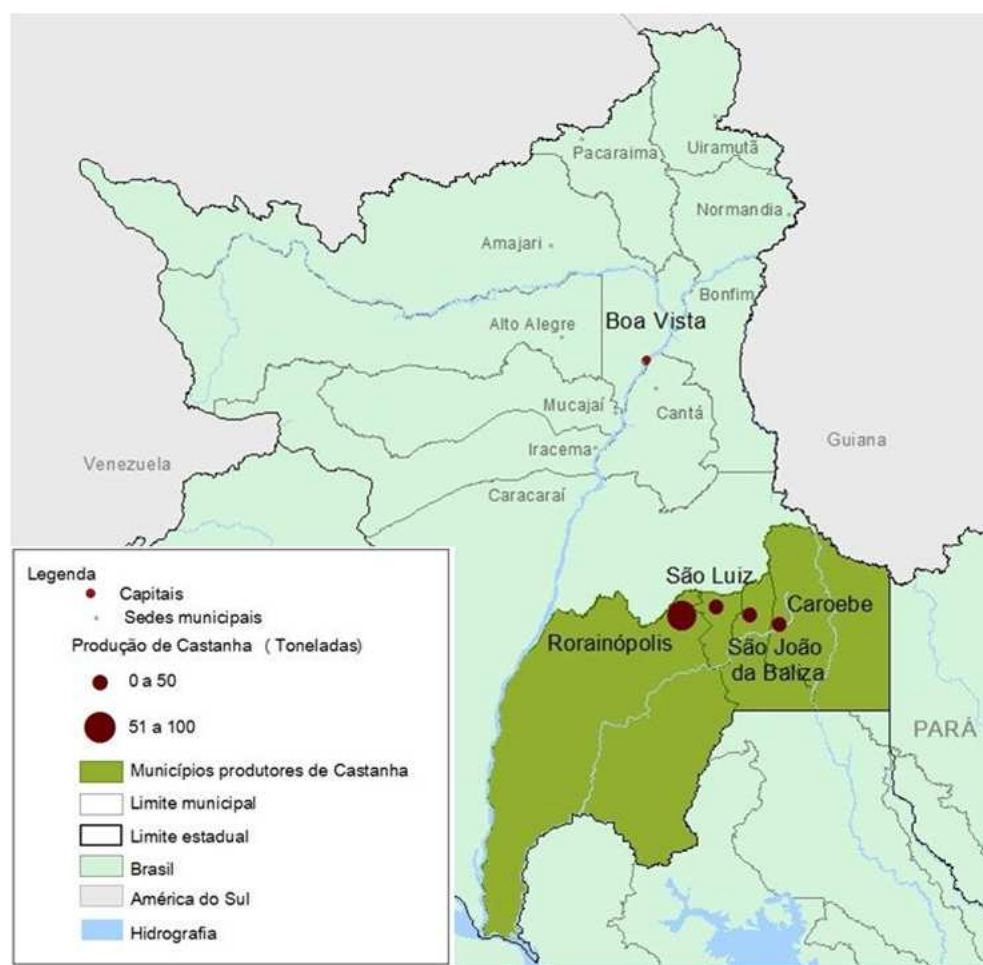 Pacaraima
Uiramutã
Normandia
Amajari
Bonfim
Boa Vista
Alto Alegre
Mucajaí
Cantá
Iracema
Guiana
Venezuela
Caracaraí
São Luiz
Caroebe
Rorainópolis
São João
da Baliza
PARÁ
Legenda
Capitais
Sedes municipais
Produção de Castanha ( Toneladas)
0 a 50
51 a 100
Municípios produtores de Castanha
Limite municipal
Limite estadual
Brasil
América do Sul
Hidrografia